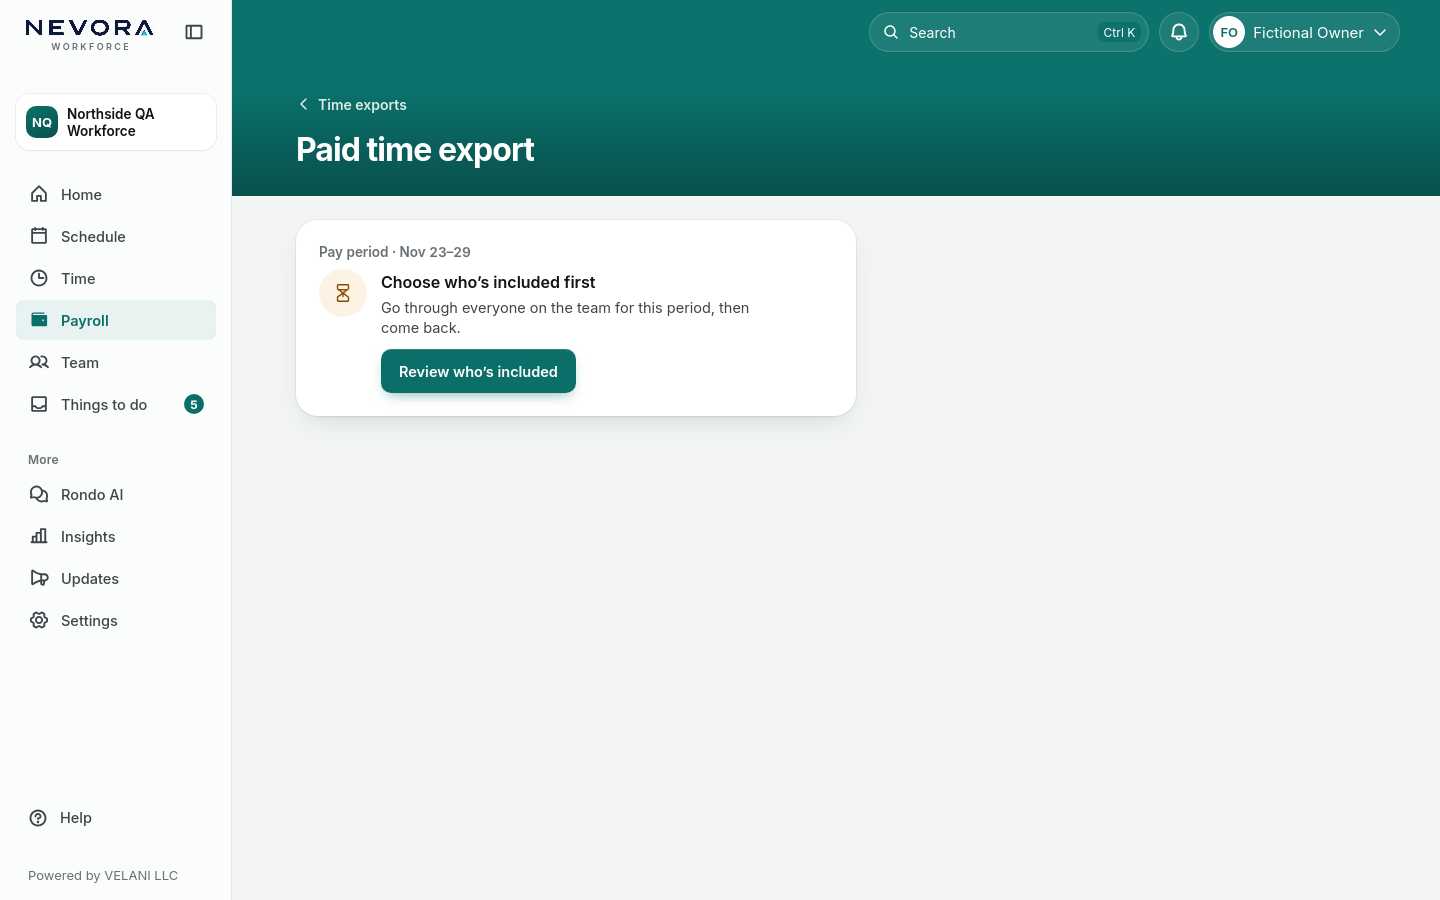 NEVORA
WORKFORCE
Search
Ctrl K
FO
Fictional Owner
NQ
Northside QA
Workforce
Home
Schedule
Time
Payroll
Team
Things to do
5
More
Rondo AI
Insights
Updates
Settings
Help
Powered by VELANI LLC
Time exports
Paid time export
Pay period · Nov 23–29
Choose who’s included first
Go through everyone on the team for this period, then
come back.
Review who’s included